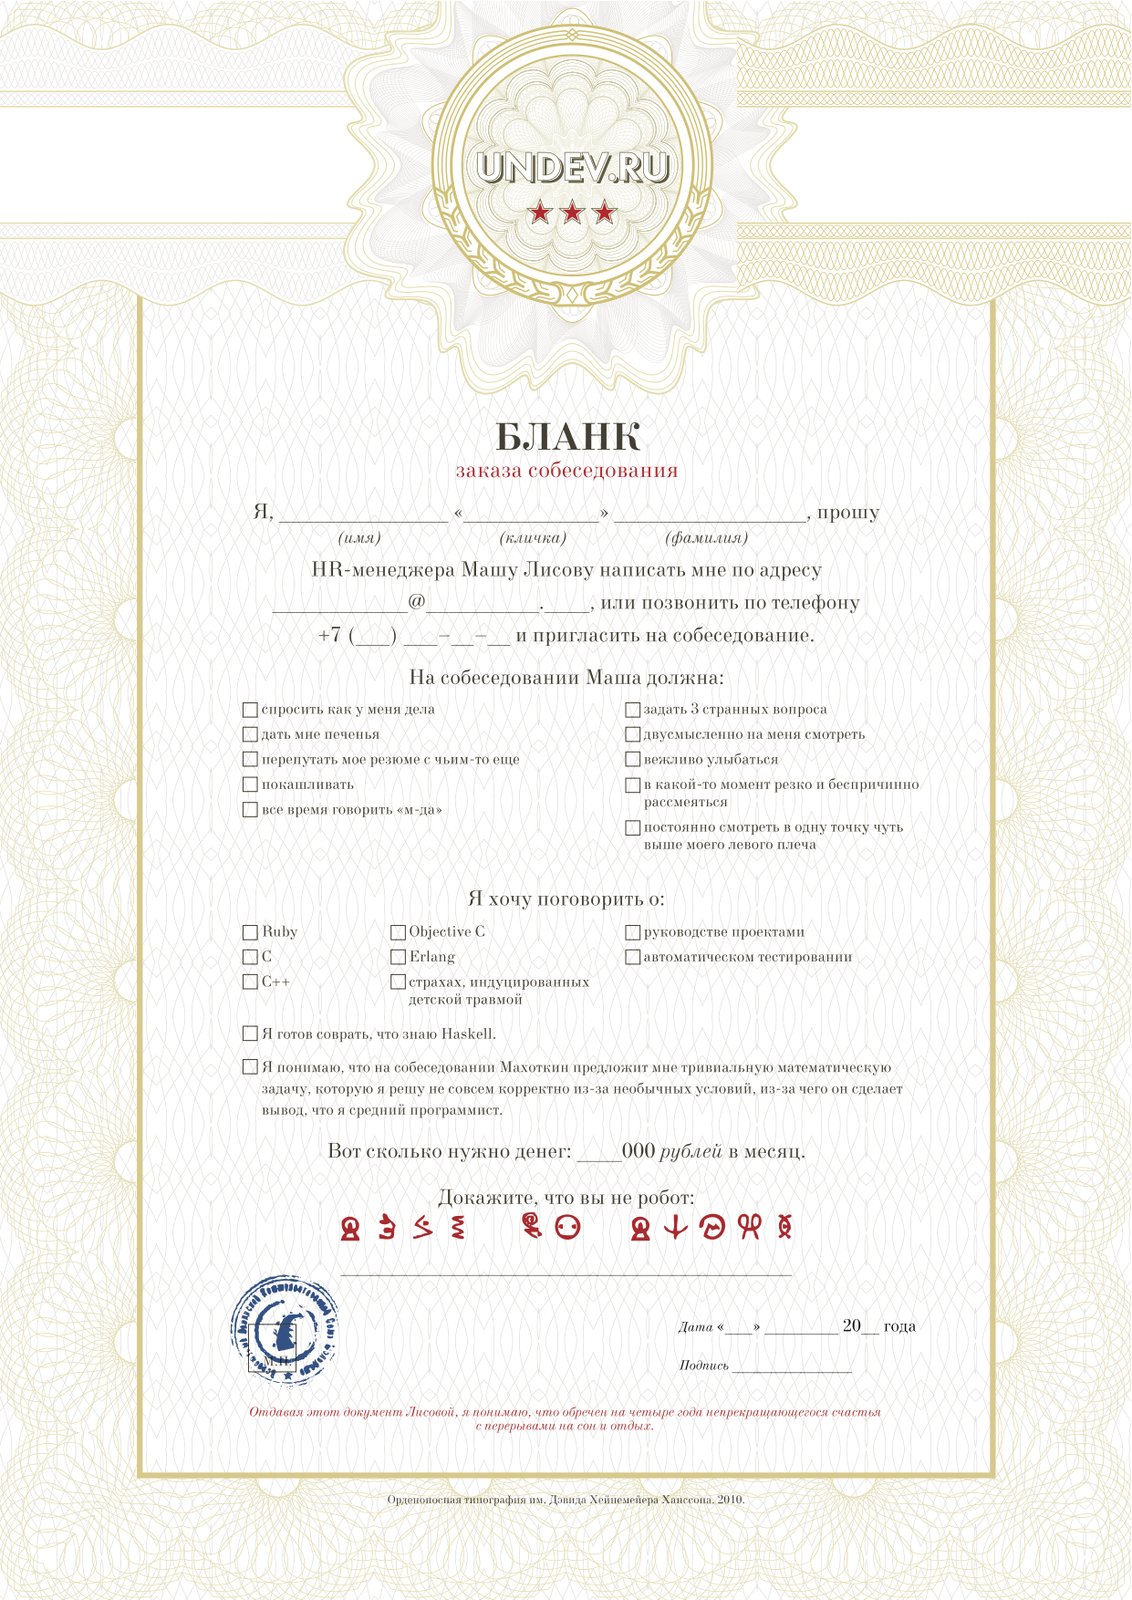 UNDEV.RU
БЛАНК
заказа собеседования
Я, _______________ «____________» _________________, прошу
(имя) (кличка) (фамилия)
HR-менеджера Машу Лисову написать мне по адресу
____________@__________.____, или позвонить по телефону
+7 (___) ___–__–__ и пригласить на собеседование.
На собеседовании Маша должна:
спросить как у меня дела
дать мне печенья
перепутать мое резюме с чьим-то еще
покашливать
все время говорить «м-да»
задать 3 странных вопроса
двусмысленно на меня смотреть
вежливо улыбаться
в какой-то момент резко и беспричинно
рассмеяться
постоянно смотреть в одну точку чуть
выше моего левого плеча
Я хочу поговорить о:
Ruby
C
C++
Objective C
Erlang
страхах, индуцированных
детской травмой
руководстве проектами
автоматическом тестировании
Я готов соврать, что знаю Haskell.
Я понимаю, что на собеседовании Махоткин предложит мне тривиальную математическую
задачу, которую я решу не совсем корректно из-за необычных условий, из-за чего он сделает
вывод, что я средний программист.
Вот сколько нужно денег: ____000 рублей в месяц.
Докажите, что вы не робот:
М.П.
Дата «___» ________ 20__ года
Подпись _____________
Отдавая этот документ Лисовой, я понимаю, что обречен на четыре года непрекращающегося счастья
с перерывами на сон и отдых.
Орденоносная типография им. Дэвида Хейнемейера Ханссона. 2010.